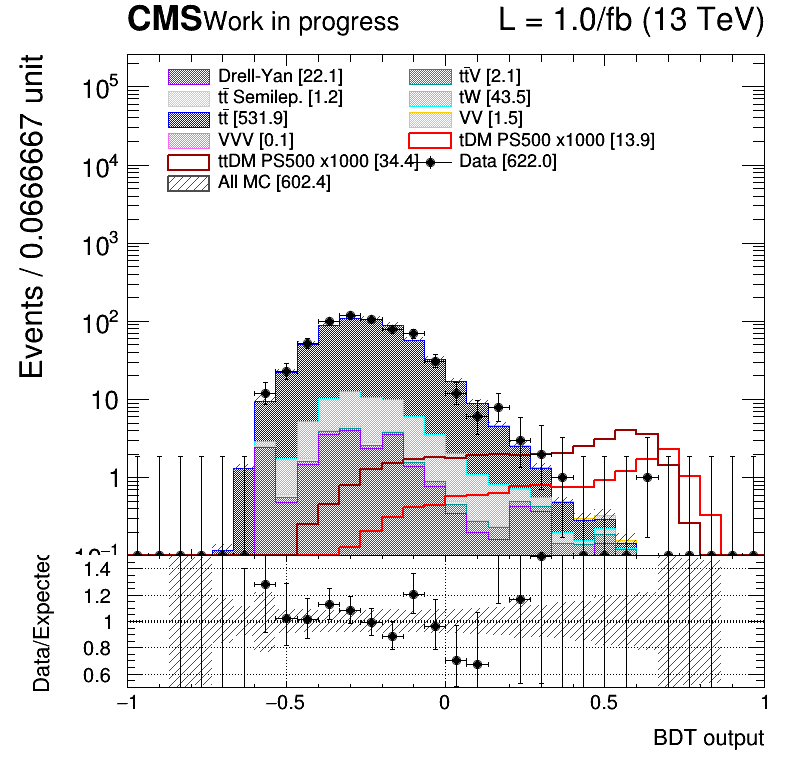 CMS Work in progress L = 1.0/fb (13 TeV)
Events / 0.0666667 unit
Drell-Yan [22.1] tt̄V [2.1]
tt̄ Semilep. [1.2] tW [43.5]
tt̄ [531.9] VV [1.5]
VVV [0.1] tDM PS500 x1000 [13.9]
ttDM PS500 x1000 [34.4] Data [622.0]
All MC [602.4]
10⁵
10⁴
10³
10²
10
1
10⁻¹
Data/Expected
1.4
1.2
1
0.8
0.6
−1 −0.5 0 0.5 1
BDT output